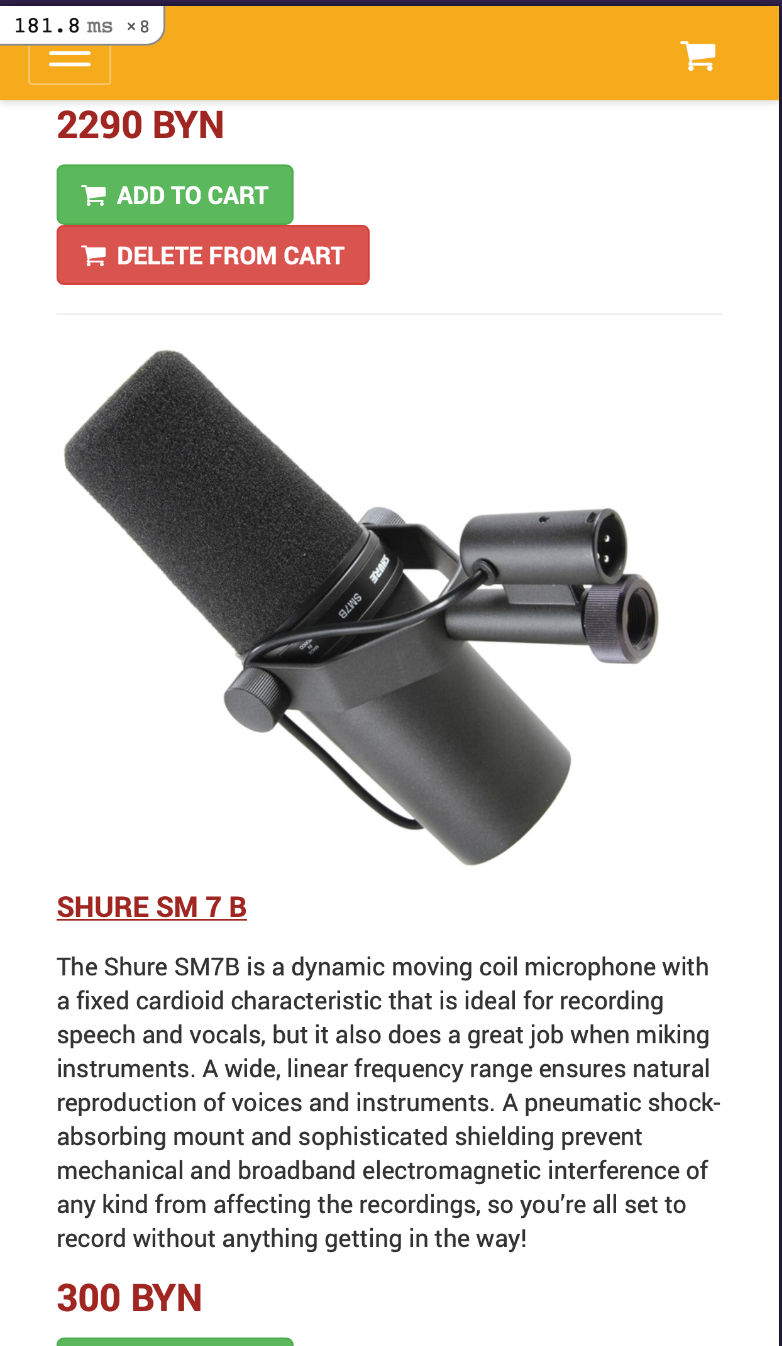 181.8 ms ×8
2290 BYN
ADD TO CART
DELETE FROM CART
SHURE
SM7B
SHURE SM 7 B
The Shure SM7B is a dynamic moving coil microphone with
a fixed cardioid characteristic that is ideal for recording
speech and vocals, but it also does a great job when miking
instruments. A wide, linear frequency range ensures natural
reproduction of voices and instruments. A pneumatic shock-
absorbing mount and sophisticated shielding prevent
mechanical and broadband electromagnetic interference of
any kind from affecting the recordings, so you’re all set to
record without anything getting in the way!
300 BYN